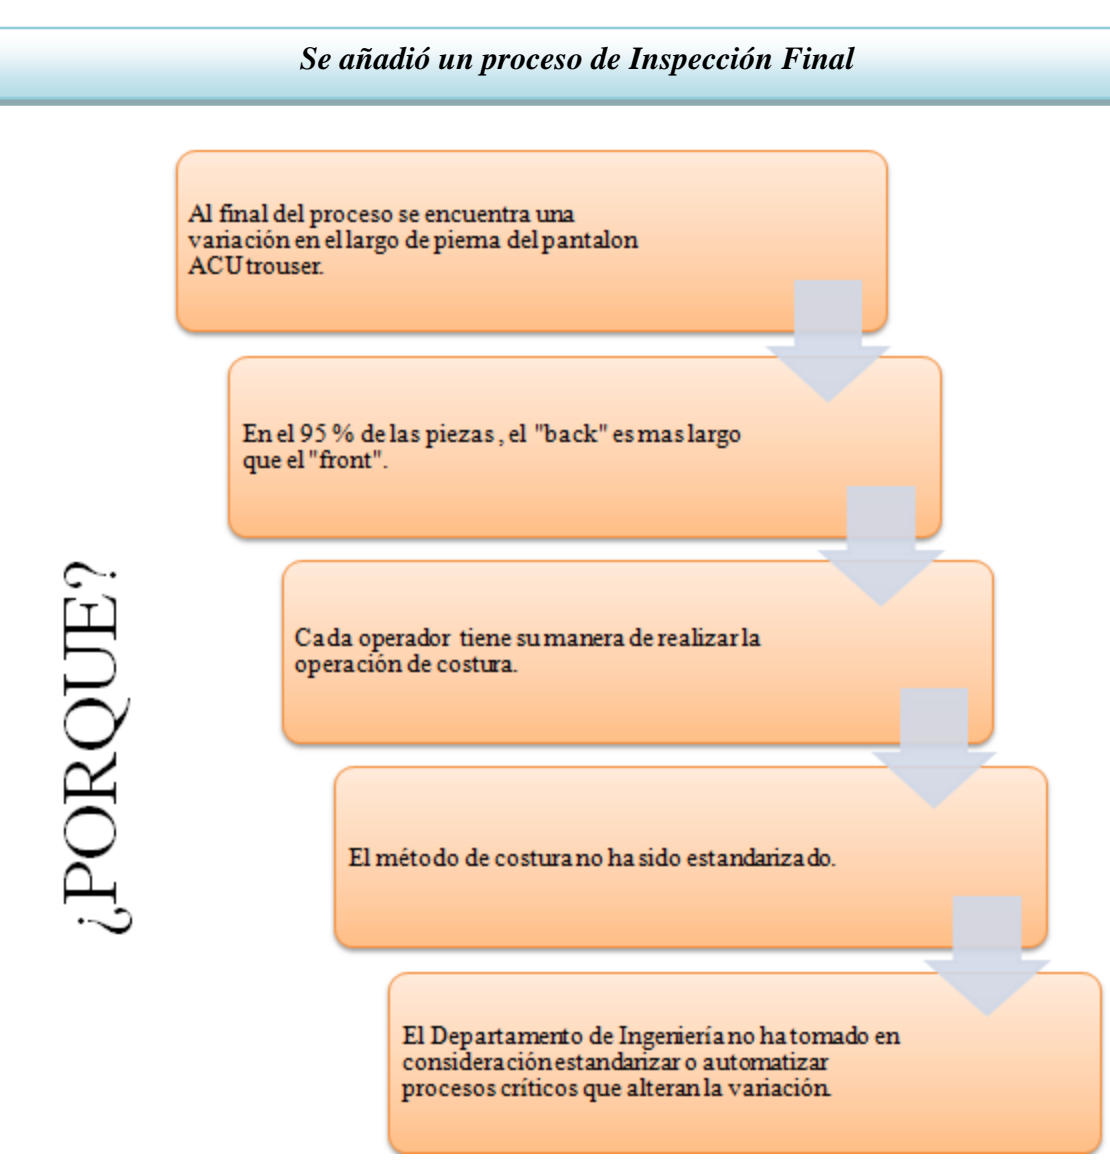 Se añadió un proceso de Inspección Final
¿PORQUE?
Al final del proceso se encuentra una
variación en el largo de pierna del pantalon
ACU trouser.
En el 95 % de las piezas , el "back" es mas largo
que el "front".
Cada operador tiene su manera de realizar la
operación de costura.
El método de costura no ha sido estandarizado.
El Departamento de Ingeniería no ha tomado en
consideración estandarizar o automatizar
procesos críticos que alteran la variación.